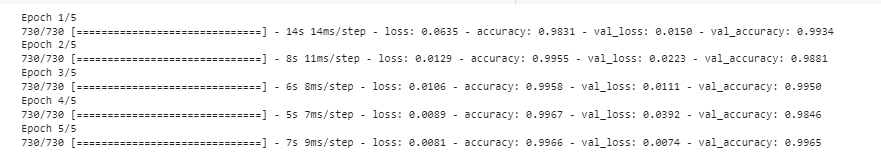 Epoch 1/5
730/730 [==============================] - 14s 14ms/step - loss: 0.0635 - accuracy: 0.9831 - val_loss: 0.0150 - val_accuracy: 0.9934
Epoch 2/5
730/730 [==============================] - 8s 11ms/step - loss: 0.0129 - accuracy: 0.9955 - val_loss: 0.0223 - val_accuracy: 0.9881
Epoch 3/5
730/730 [==============================] - 6s 8ms/step - loss: 0.0106 - accuracy: 0.9958 - val_loss: 0.0111 - val_accuracy: 0.9950
Epoch 4/5
730/730 [==============================] - 5s 7ms/step - loss: 0.0089 - accuracy: 0.9967 - val_loss: 0.0392 - val_accuracy: 0.9846
Epoch 5/5
730/730 [==============================] - 7s 9ms/step - loss: 0.0081 - accuracy: 0.9966 - val_loss: 0.0074 - val_accuracy: 0.9965